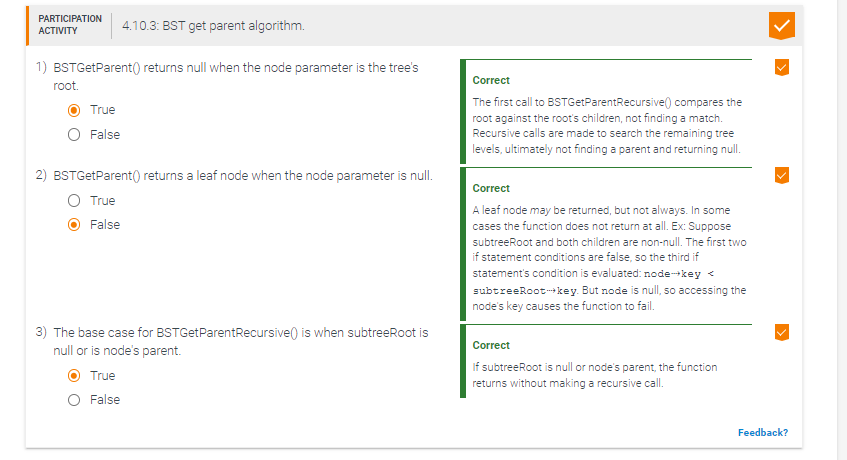 PARTICIPATION
ACTIVITY
4.10.3: BST get parent algorithm.
1) BSTGetParent() returns null when the node parameter is the tree's
root.
True
False
Correct
The first call to BSTGetParentRecursive() compares the
root against the root's children, not finding a match.
Recursive calls are made to search the remaining tree
levels, ultimately not finding a parent and returning null.
2) BSTGetParent() returns a leaf node when the node parameter is null.
True
False
Correct
A leaf node may be returned, but not always. In some
cases the function does not return at all. Ex: Suppose
subtreeRoot and both children are non-null. The first two
if statement conditions are false, so the third if
statement's condition is evaluated: node→key <
subtreeRoot→key. But node is null, so accessing the
node's key causes the function to fail.
3) The base case for BSTGetParentRecursive() is when subtreeRoot is
null or is node's parent.
True
False
Correct
If subtreeRoot is null or node's parent, the function
returns without making a recursive call.
Feedback?